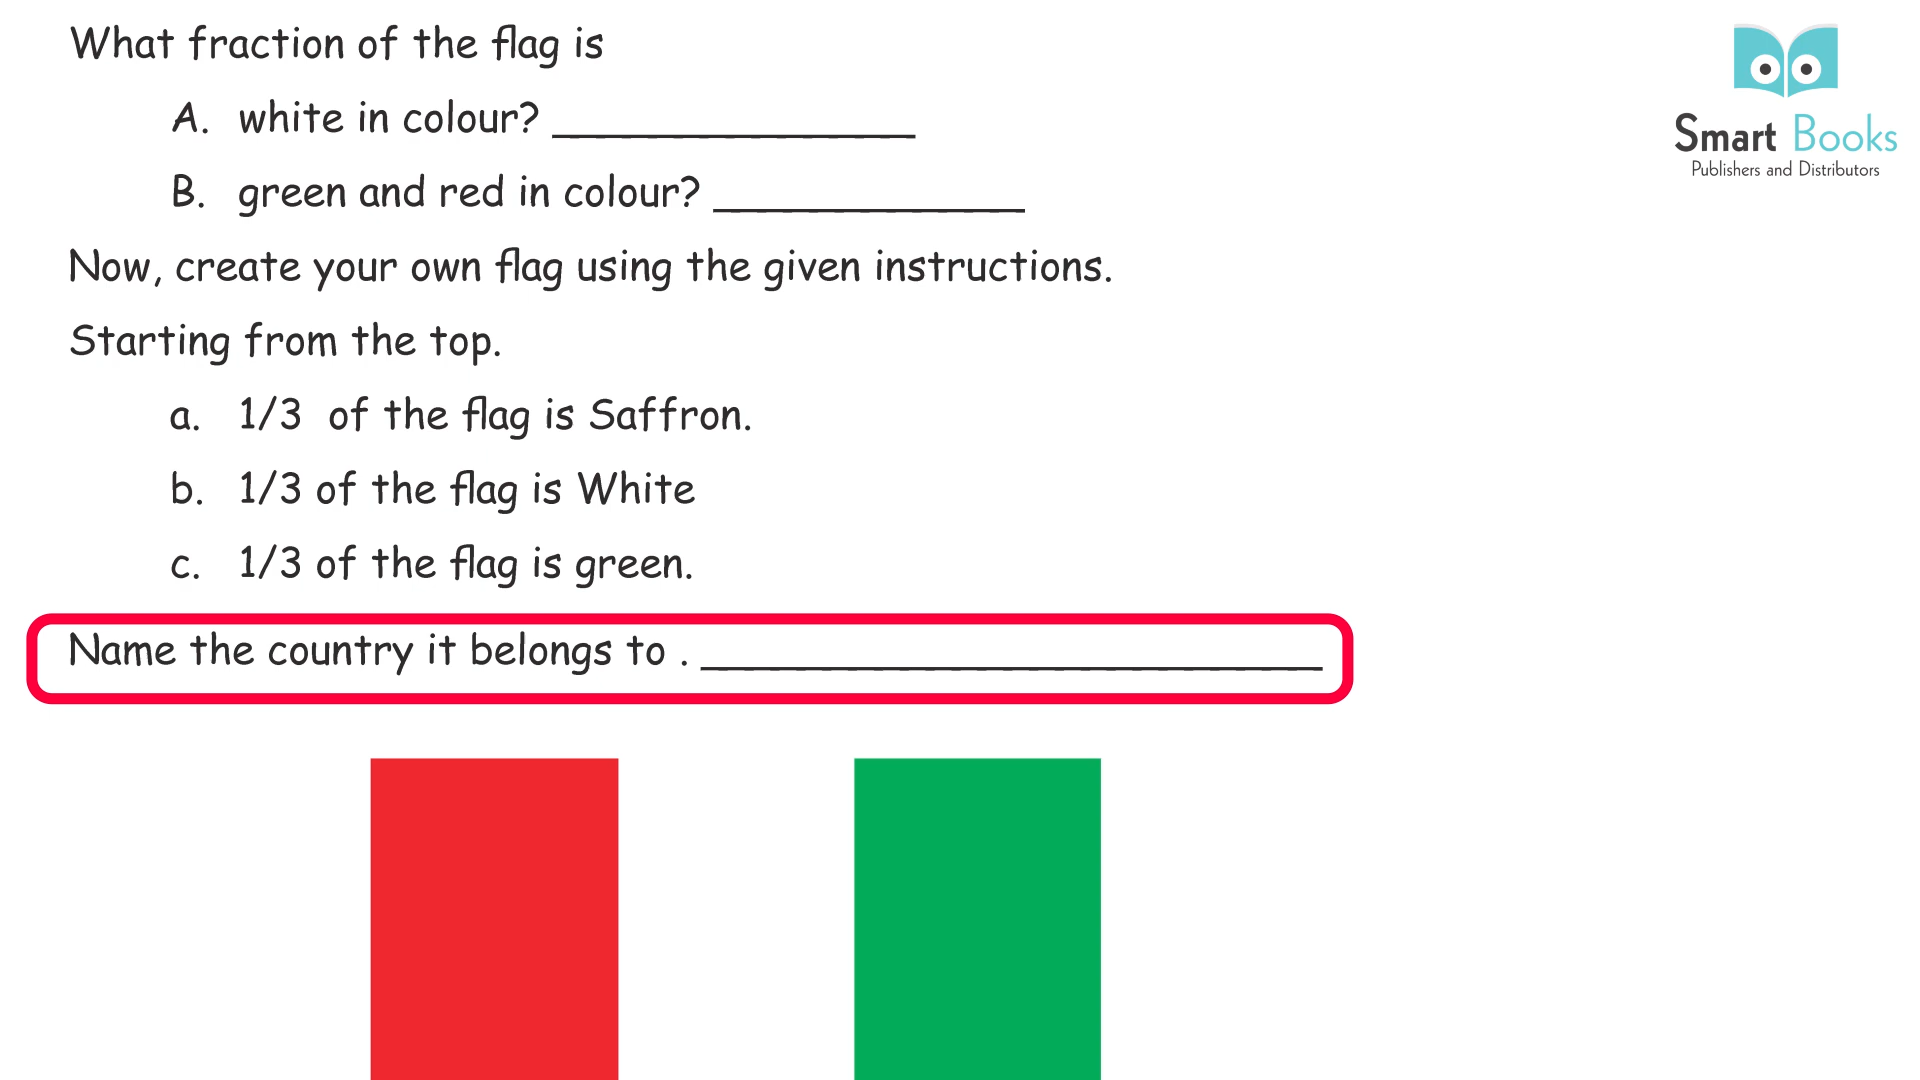 What fraction of the flag is
A. white in colour? _______________
B. green and red in colour? _____________
Now, create your own flag using the given instructions.
Starting from the top.
a. 1/3 of the flag is Saffron.
b. 1/3 of the flag is White
c. 1/3 of the flag is green.
Name the country it belongs to . __________________________
Smart Books
Publishers and Distributors